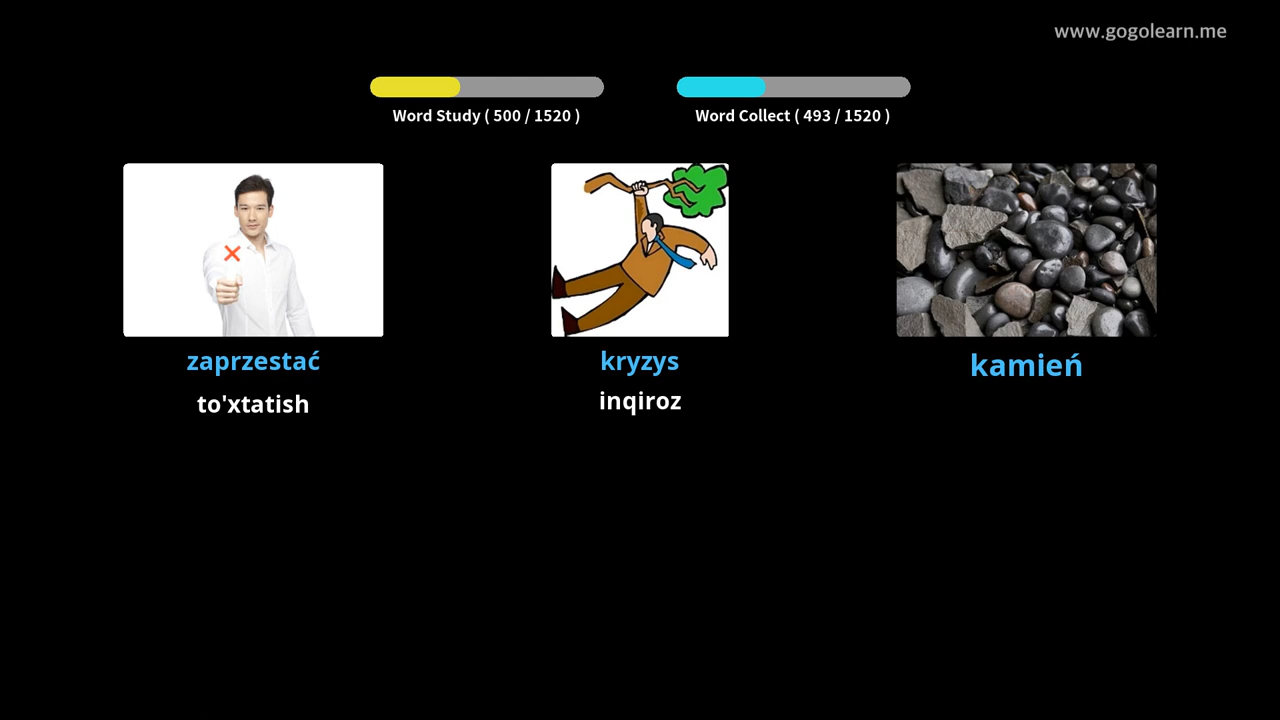 www.gogolearn.me
Word Study ( 500 / 1520 )
Word Collect ( 493 / 1520 )
zaprzestać
to'xtatish
kryzys
inqiroz
kamień